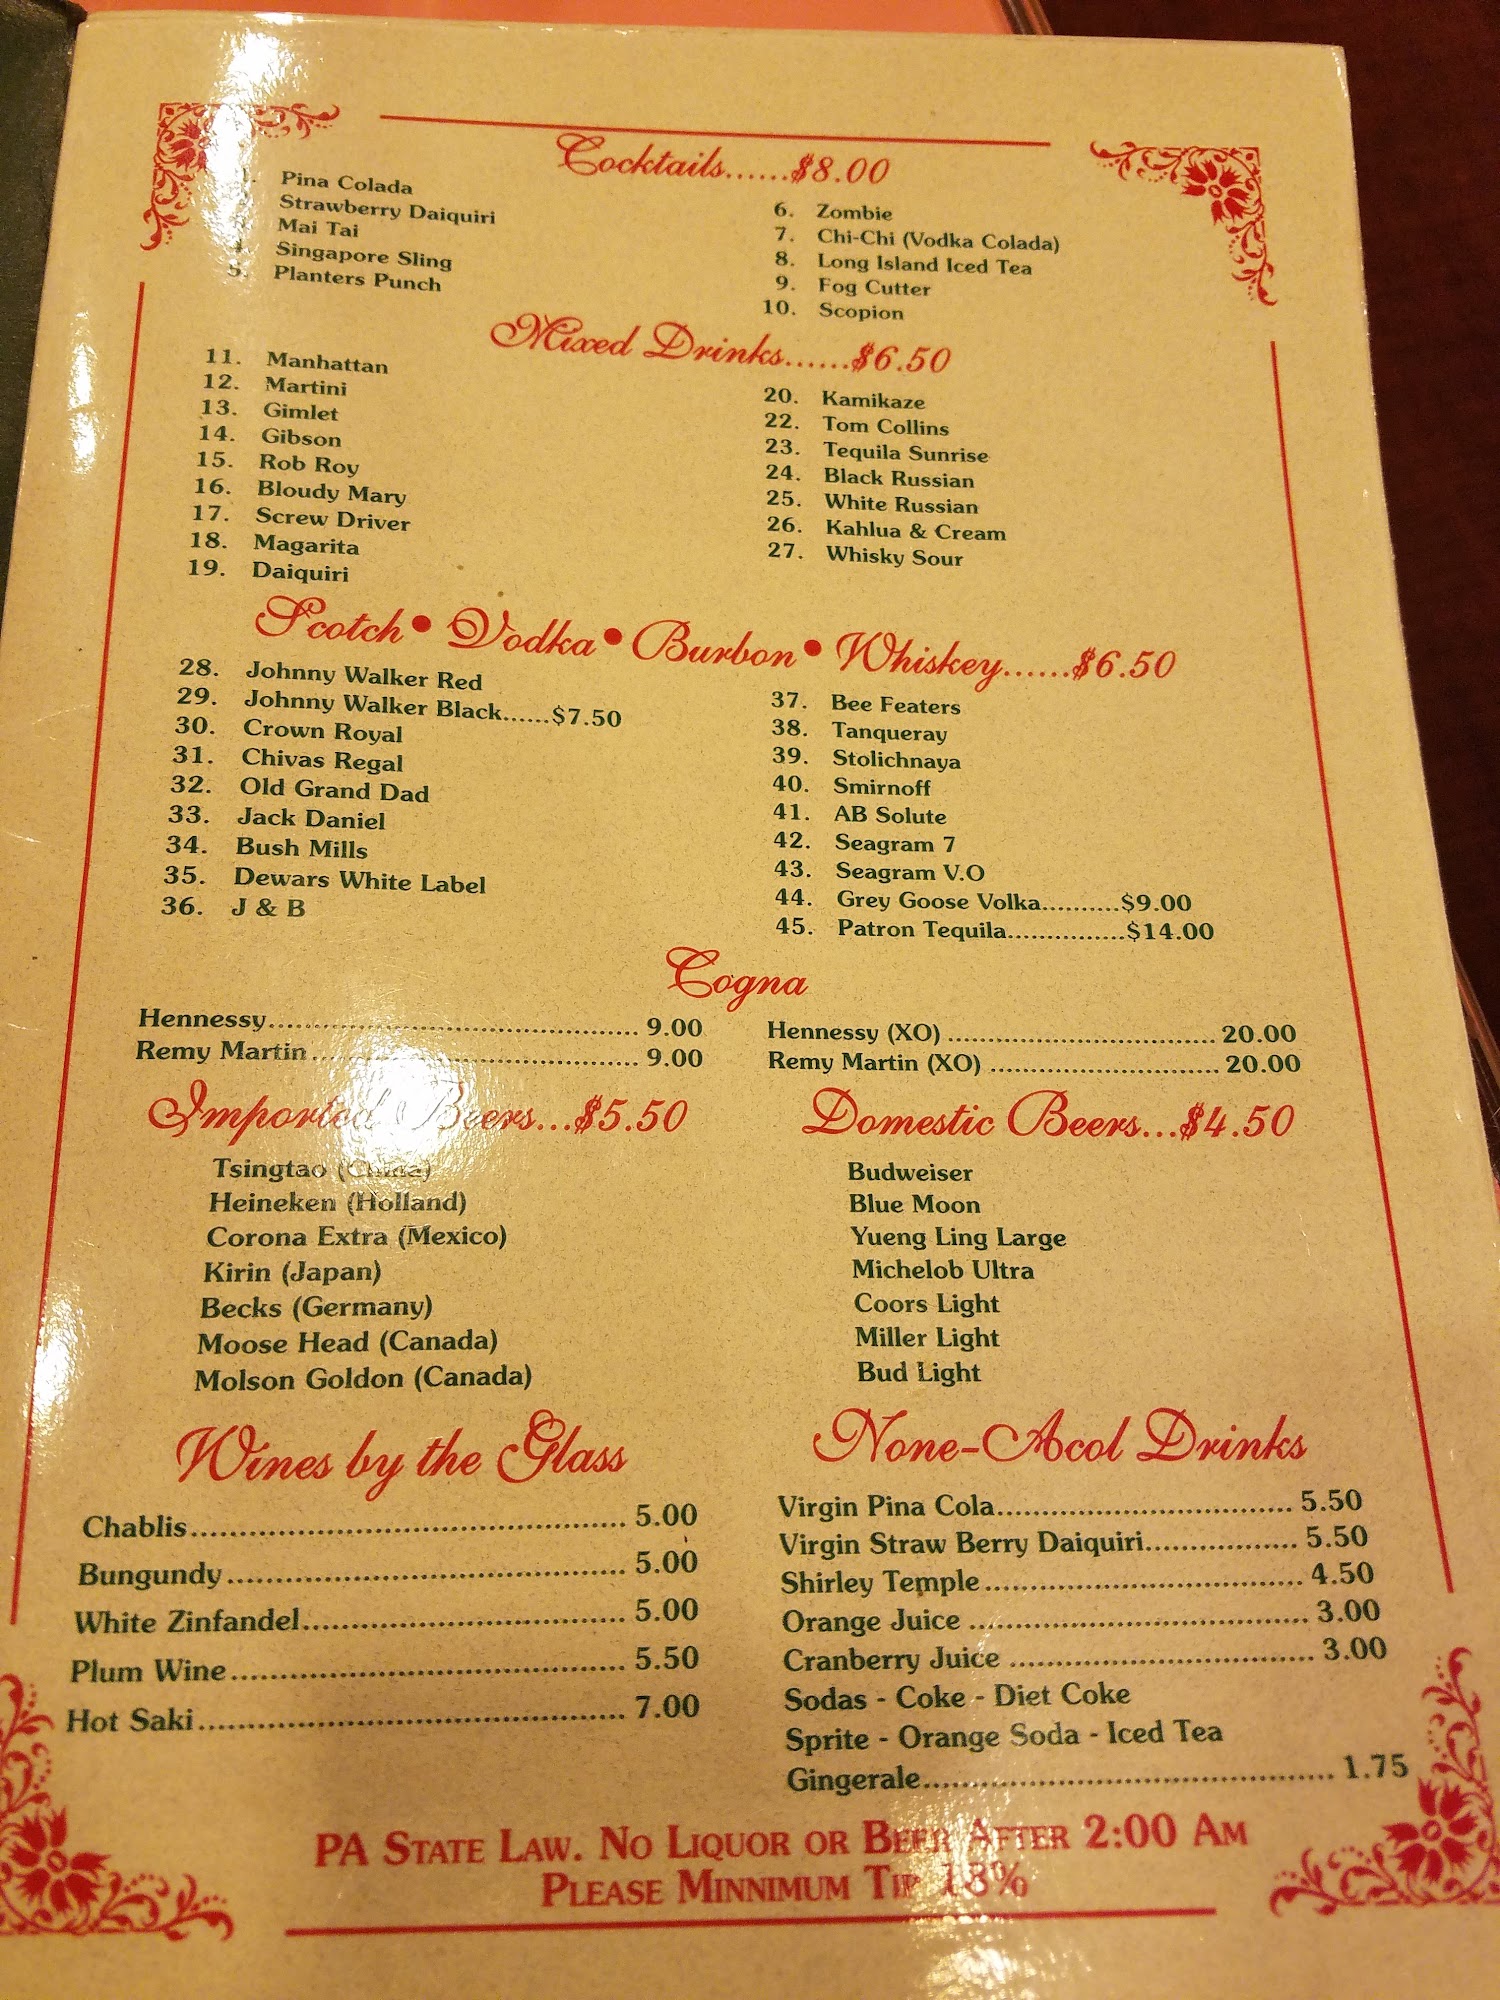 Cocktails......$8.00
Pina Colada
Strawberry Daiquiri
Mai Tai
Singapore Sling
5. Planters Punch
6. Zombie
7. Chi-Chi (Vodka Colada)
8. Long Island Iced Tea
9. Fog Cutter
10. Scopion
Mixed Drinks......$6.50
11. Manhattan
12. Martini
13. Gimlet
14. Gibson
15. Rob Roy
16. Bloudy Mary
17. Screw Driver
18. Magarita
19. Daiquiri
20. Kamikaze
22. Tom Collins
23. Tequila Sunrise
24. Black Russian
25. White Russian
26. Kahlua & Cream
27. Whisky Sour
Scotch • Vodka • Burbon • Whiskey......$6.50
28. Johnny Walker Red
29. Johnny Walker Black......$7.50
30. Crown Royal
31. Chivas Regal
32. Old Grand Dad
33. Jack Daniel
34. Bush Mills
35. Dewars White Label
36. J & B
37. Bee Featers
38. Tanqueray
39. Stolichnaya
40. Smirnoff
41. AB Solute
42. Seagram 7
43. Seagram V.O
44. Grey Goose Volka..........$9.00
45. Patron Tequila...............$14.00
Cogna
Hennessy.......................................... 9.00
Remy Martin..................................... 9.00
Hennessy (XO) ................................. 20.00
Remy Martin (XO) ............................ 20.00
Imported Beers...$5.50
Tsingtao (China)
Heineken (Holland)
Corona Extra (Mexico)
Kirin (Japan)
Becks (Germany)
Moose Head (Canada)
Molson Goldon (Canada)
Domestic Beers...$4.50
Budweiser
Blue Moon
Yueng Ling Large
Michelob Ultra
Coors Light
Miller Light
Bud Light
Wines by the Glass
Chablis................................................ 5.00
Bungundy............................................ 5.00
White Zinfandel................................... 5.00
Plum Wine........................................... 5.50
Hot Saki............................................... 7.00
None-Acol Drinks
Virgin Pina Cola................................ 5.50
Virgin Straw Berry Daiquiri................. 5.50
Shirley Temple.................................. 4.50
Orange Juice .................................... 3.00
Cranberry Juice ................................ 3.00
Sodas - Coke - Diet Coke
Sprite - Orange Soda - Iced Tea
Gingerale............................................ 1.75
PA State Law. No Liquor or Beer After 2:00 Am
Please Minnimum Tip 18%